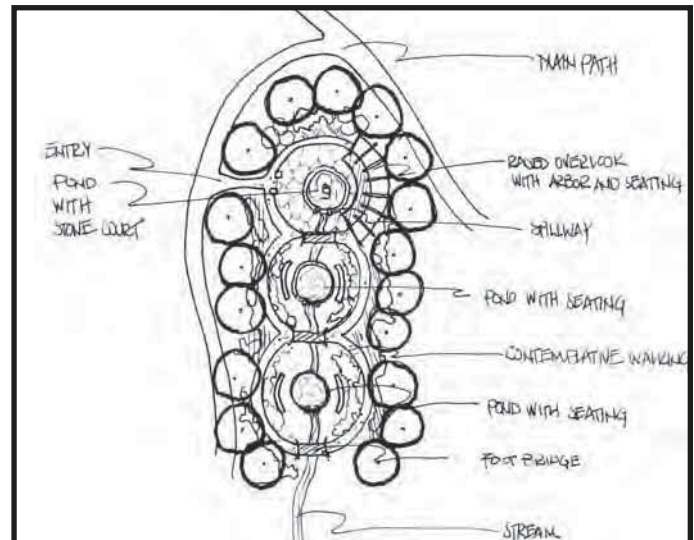 MAIN PATH
ENTRY
POND
WITH
STONE COURT
RAISED OVERLOOK
WITH ARBOR AND SEATING
SPILLWAY
POND WITH SEATING
CONTEMPLATIVE WALKING
POND WITH SEATING
FOOT BRIDGE
STREAM